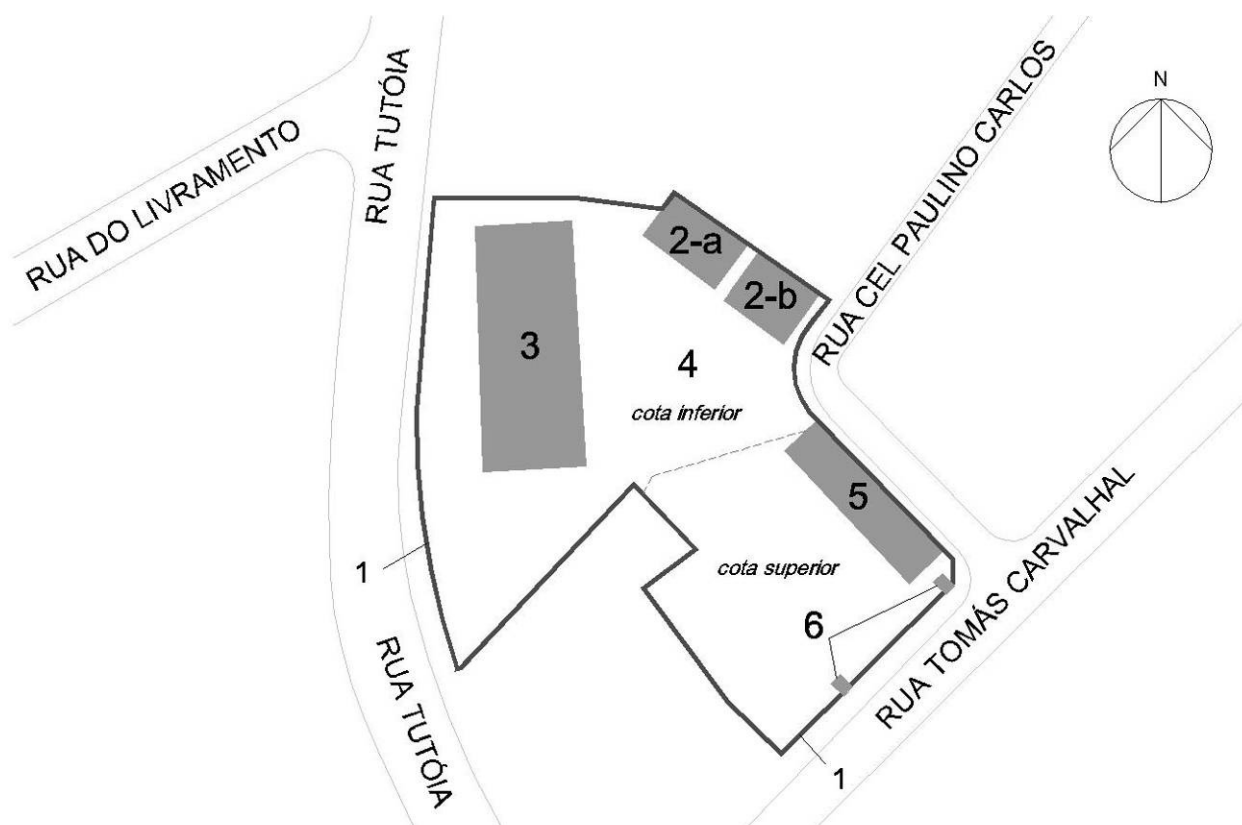 RUA DO LIVRAMENTO
RUA TUTÓIA
RUA CEL PAULINO CARLOS
N
2-a
2-b
3
4
cota inferior
5
cota superior
1
6
RUA TOMÁS CARVALHAL
RUA TUTÓIA
1